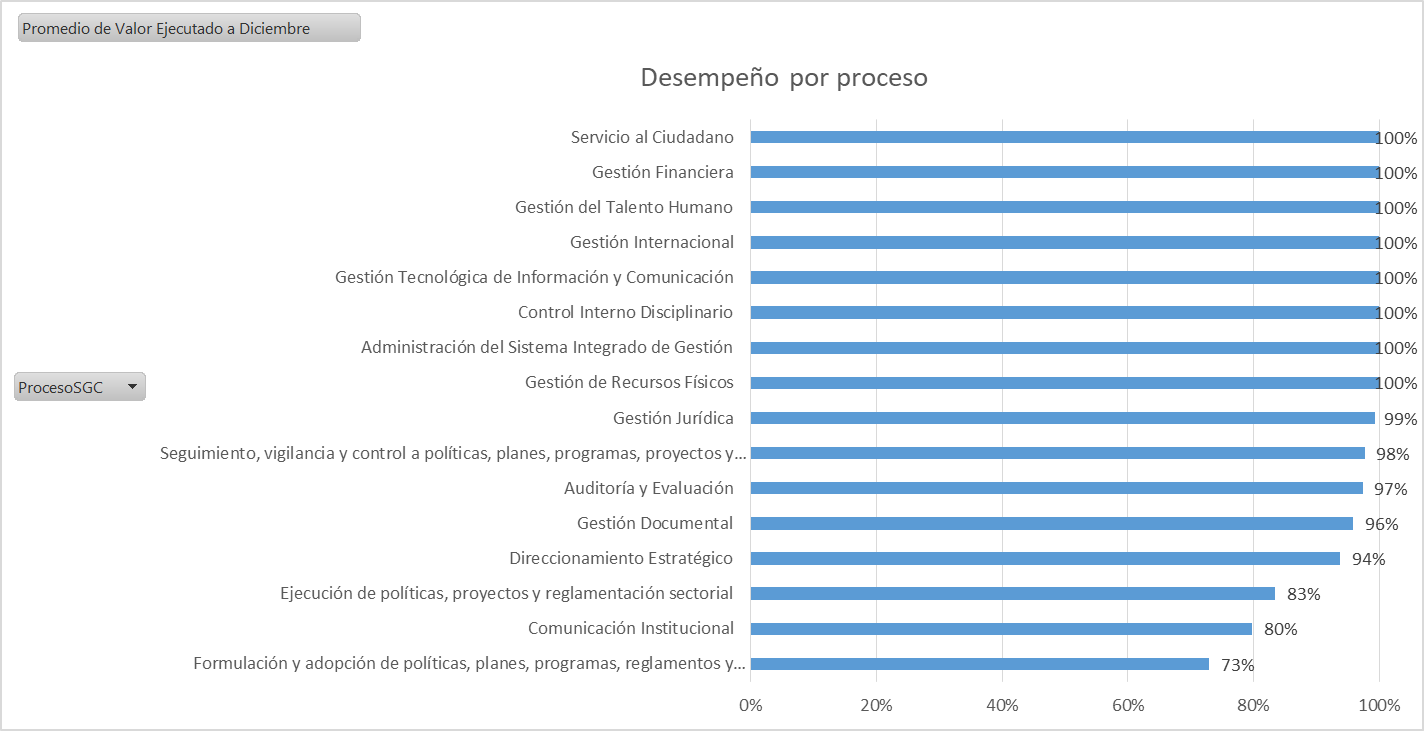 Promedio de Valor Ejecutado a Diciembre
Desempeño por proceso
Servicio al Ciudadano 100%
Gestión Financiera 100%
Gestión del Talento Humano 100%
Gestión Internacional 100%
Gestión Tecnológica de Información y Comunicación 100%
Control Interno Disciplinario 100%
Administración del Sistema Integrado de Gestión 100%
ProcesoSGC
Gestión de Recursos Físicos 100%
Gestión Jurídica 99%
Seguimiento, vigilancia y control a políticas, planes, programas, proyectos y... 98%
Auditoría y Evaluación 97%
Gestión Documental 96%
Direccionamiento Estratégico 94%
Ejecución de políticas, proyectos y reglamentación sectorial 83%
Comunicación Institucional 80%
Formulación y adopción de políticas, planes, programas, reglamentos y... 73%
0% 20% 40% 60% 80% 100%